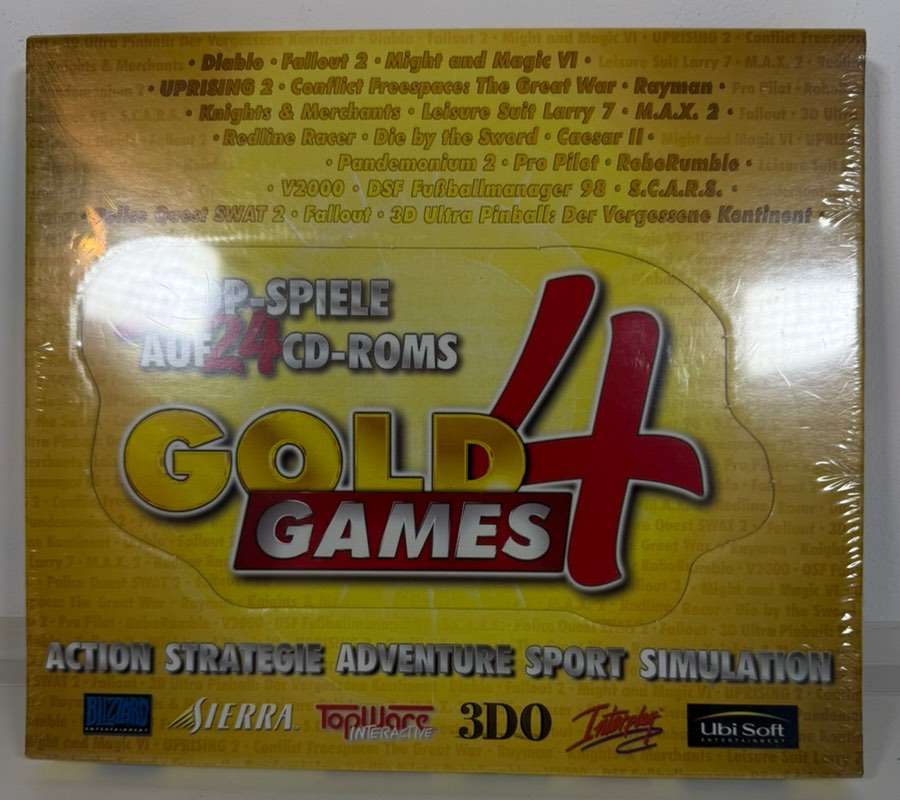 • Diablo • Fallout 2 • Might and Magic VI •
• UPRISING 2 • Conflict Freespace: The Great War • Rayman •
• Knights & Merchants • Leisure Suit Larry 7 • M.A.X. 2 •
• Redline Racer • Die by the Sword • Caesar II •
• Pandemonium 2 • Pro Pilot • RoboRumble •
• V2000 • DSF Fußballmanager 98 • S.C.A.R.S. •
• Police Quest SWAT 2 • Fallout • 3D Ultra Pinball: Der Vergessene Kontinent •
-SPIELE
AUF 24 CD-ROMS
GOLD 4
GAMES
ACTION STRATEGIE ADVENTURE SPORT SIMULATION
BLIZZARD ENTERTAINMENT
SIERRA
TopWare INTERACTIVE
3DO
Interplay
Ubi Soft ENTERTAINMENT